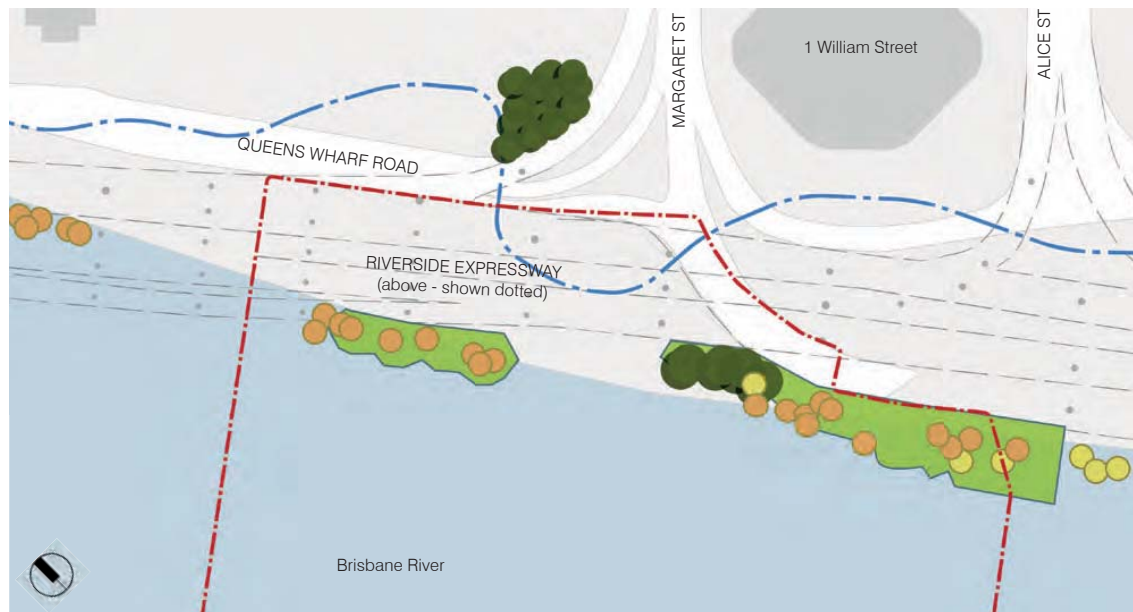 MARGARET ST
1 William Street
ALICE ST
QUEENS WHARF ROAD
RIVERSIDE EXPRESSWAY
(above - shown dotted)
Brisbane River